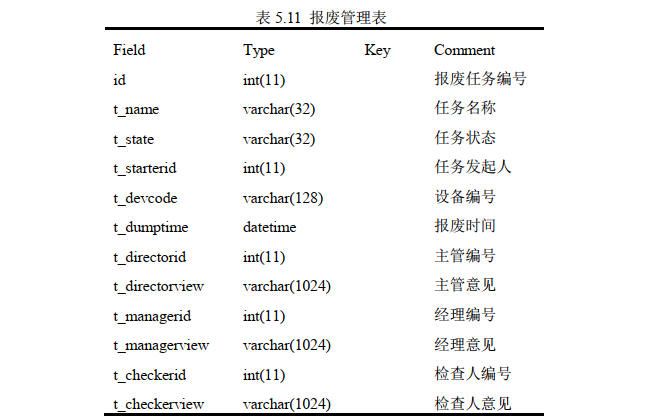 表 5.11 报废管理表
Field Type Key Comment
id int(11) 报废任务编号
t_name varchar(32) 任务名称
t_state varchar(32) 任务状态
t_starterid int(11) 任务发起人
t_devcode varchar(128) 设备编号
t_dumptime datetime 报废时间
t_directorid int(11) 主管编号
t_directorview varchar(1024) 主管意见
t_managerid int(11) 经理编号
t_managerview varchar(1024) 经理意见
t_checkerid int(11) 检查人编号
t_checkerview varchar(1024) 检查人意见